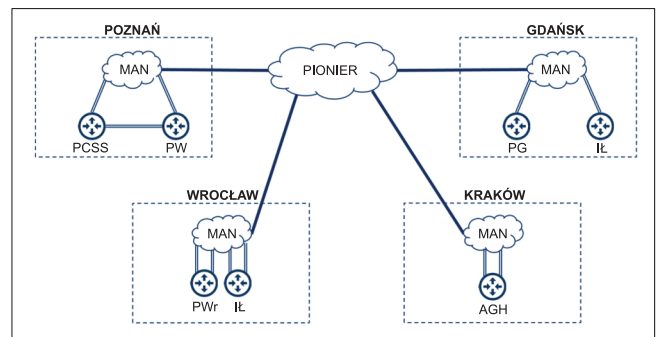 POZNAŃ
MAN
PCSS
PW
PIONIER
GDAŃSK
MAN
PG
IŁ
WROCŁAW
MAN
PWr
IŁ
KRAKÓW
MAN
AGH